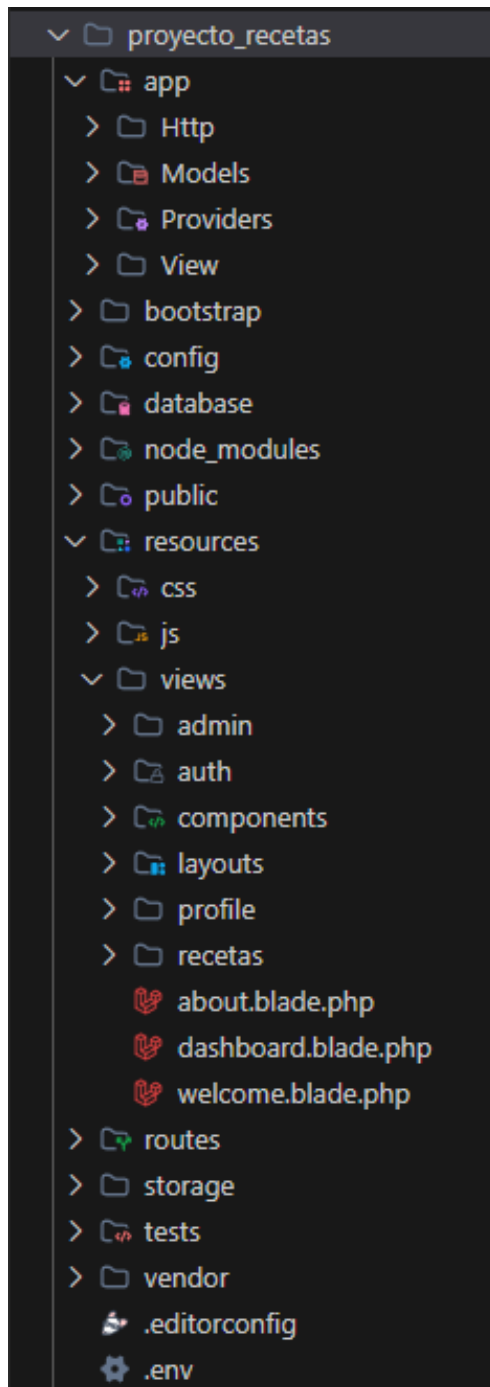 proyecto_recetas
app
Http
Models
Providers
View
bootstrap
config
database
node_modules
public
resources
css
js
views
admin
auth
components
layouts
profile
recetas
about.blade.php
dashboard.blade.php
welcome.blade.php
routes
storage
tests
vendor
.editorconfig
.env